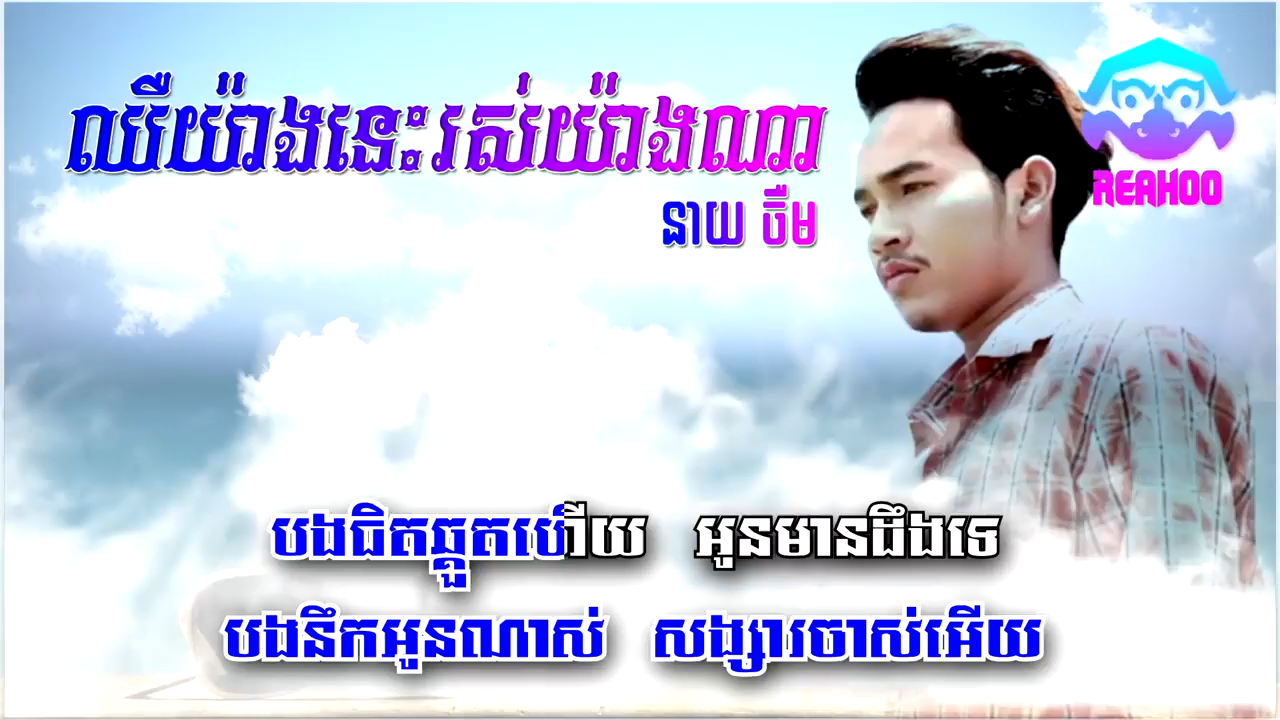 ឈឺយ៉ាងនេះរស់យ៉ាងណា
នាយ ចឺម
REAHOO
បងជិតឆ្គួតហើយ អូនមានដឹងទេ
បងនឹកអូនណាស់ សង្សារចាស់អើយ